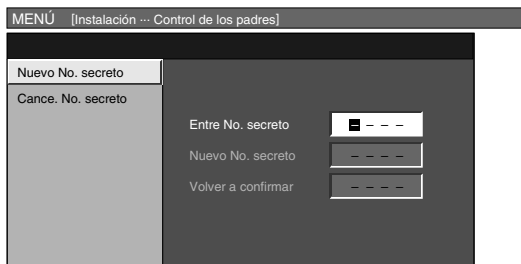 MENÚ [Instalación ··· Control de los padres]
Nuevo No. secreto
Cance. No. secreto
Entre No. secreto – – – –
Nuevo No. secreto – – – –
Volver a confirmar – – – –